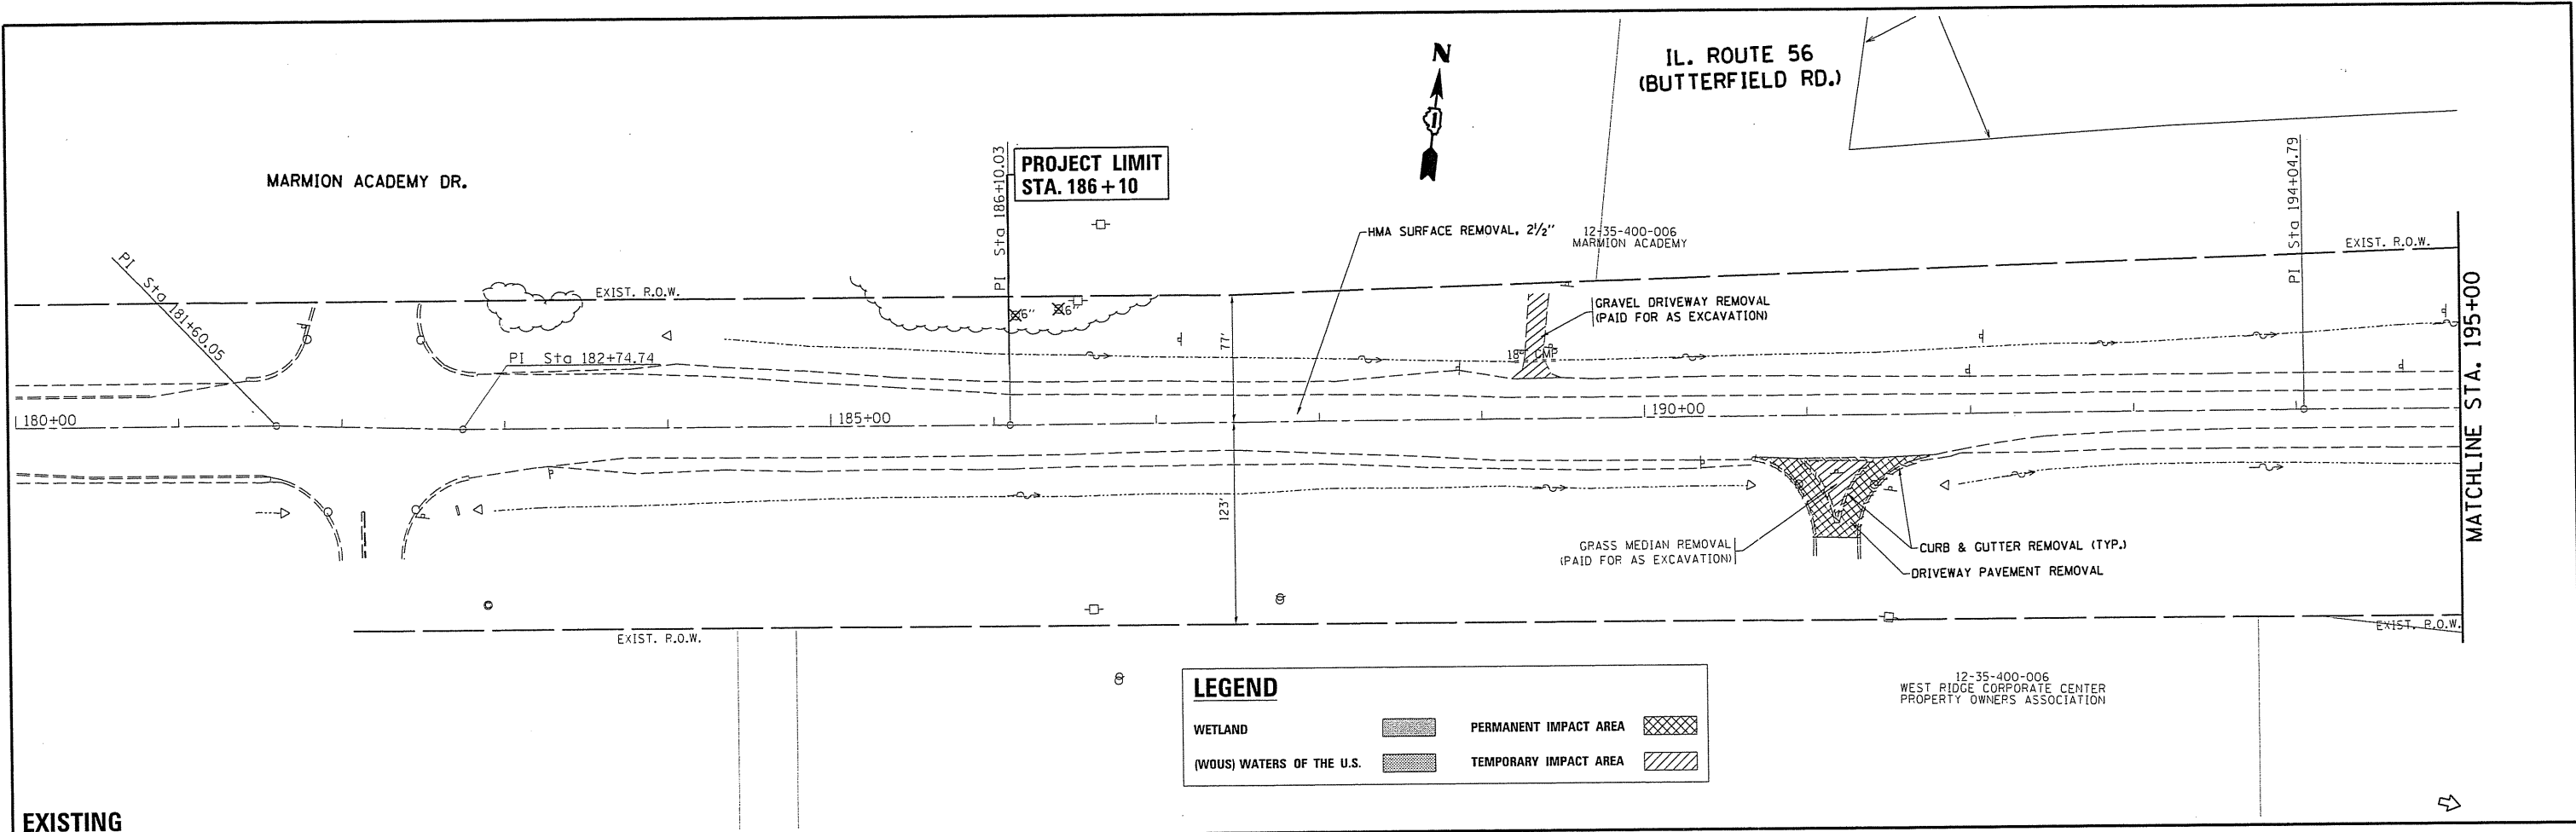 N
IL. ROUTE 56
(BUTTERFIELD RD.)
MARMION ACADEMY DR.
PROJECT LIMIT
STA. 186+10
PI Sta 186+10.03
PI Sta 194+04.79
HMA SURFACE REMOVAL, 2½"
12-35-400-006
MARMION ACADEMY
EXIST. R.O.W.
PI Sta 181+60.05
EXIST. R.O.W.
6"
6"
GRAVEL DRIVEWAY REMOVAL
(PAID FOR AS EXCAVATION)
PI Sta 182+74.74
77'
18" CMP
MATCHLINE STA. 195+00
180+00
185+00
190+00
123'
GRASS MEDIAN REMOVAL
(PAID FOR AS EXCAVATION)
CURB & GUTTER REMOVAL (TYP.)
DRIVEWAY PAVEMENT REMOVAL
EXIST. R.O.W.
EXIST. R.O.W.
12-35-400-006
WEST RIDGE CORPORATE CENTER
PROPERTY OWNERS ASSOCIATION
LEGEND
WETLAND
PERMANENT IMPACT AREA
(WOUS) WATERS OF THE U.S.
TEMPORARY IMPACT AREA
EXISTING